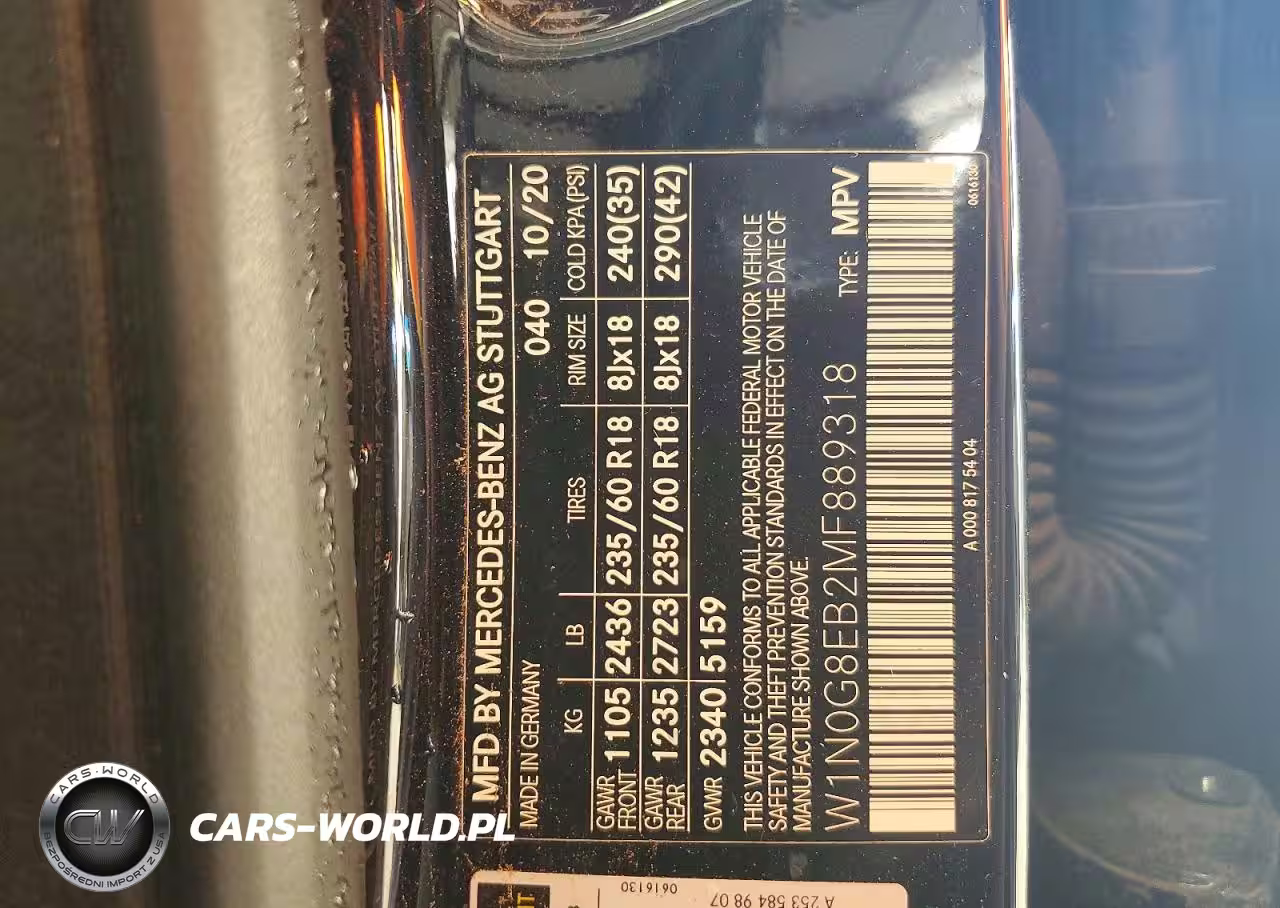 MFD BY MERCEDES-BENZ AG STUTTGART
MADE IN GERMANY 040 10/20
KG LB TIRES RIM SIZE COLD KPA (PSI)
GAWR FRONT 1105 2436 235/60 R18 8Jx18 240(35)
GAWR REAR 1235 2723 235/60 R18 8Jx18 290(42)
GVWR 2340 5159
THIS VEHICLE CONFORMS TO ALL APPLICABLE FEDERAL MOTOR VEHICLE
SAFETY AND THEFT PREVENTION STANDARDS IN EFFECT ON THE DATE OF
MANUFACTURE SHOWN ABOVE.
W1N0G8EB2MF889318 TYPE: MPV
A 000 817 54 04 0616130
0616130
A 253 584 98 07
CARS-WORLD
CW
BEZPOŚREDNI IMPORT Z USA
CARS-WORLD.PL